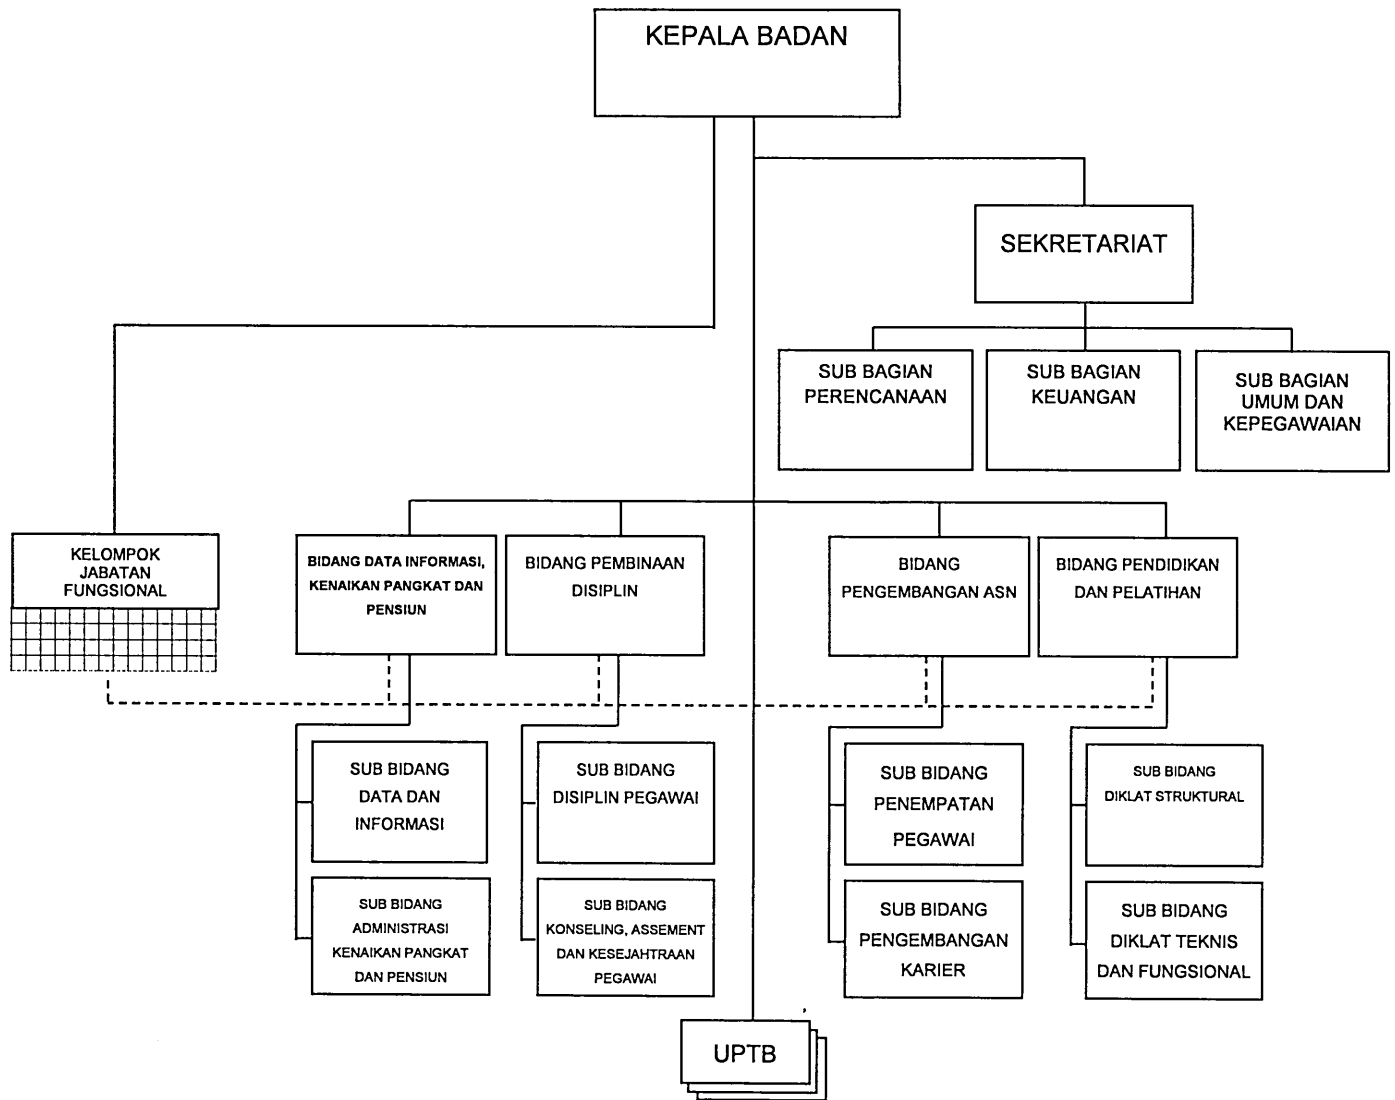 KEPALA BADAN
SEKRETARIAT
SUB BAGIAN
PERENCANAAN
SUB BAGIAN
KEUANGAN
SUB BAGIAN
UMUM DAN
KEPEGAWAIAN
KELOMPOK
JABATAN
FUNGSIONAL
BIDANG DATA INFORMASI,
KENAIKAN PANGKAT DAN
PENSIUN
BIDANG PEMBINAAN
DISIPLIN
BIDANG
PENGEMBANGAN ASN
BIDANG PENDIDIKAN
DAN PELATIHAN
SUB BIDANG
DATA DAN
INFORMASI
SUB BIDANG
DISIPLIN PEGAWAI
SUB BIDANG
PENEMPATAN
PEGAWAI
SUB BIDANG
DIKLAT STRUKTURAL
SUB BIDANG
ADMINISTRASI
KENAIKAN PANGKAT
DAN PENSIUN
SUB BIDANG
KONSELING, ASSEMENT
DAN KESEJAHTRAAN
PEGAWAI
SUB BIDANG
PENGEMBANGAN
KARIER
SUB BIDANG
DIKLAT TEKNIS
DAN FUNGSIONAL
UPTB